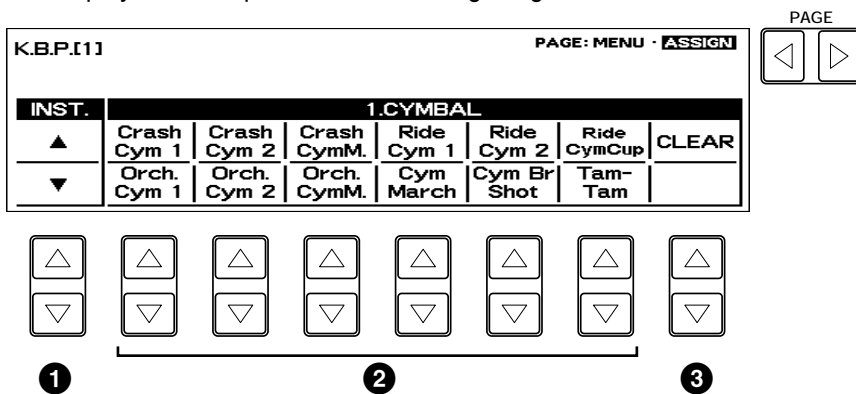 PAGE
K.B.P.[1]
PAGE: MENU · ASSIGN
INST.
1.CYMBAL
Crash Cym 1
Crash Cym 2
Crash CymM.
Ride Cym 1
Ride Cym 2
Ride CymCup
CLEAR
Orch. Cym 1
Orch. Cym 2
Orch. CymM.
Cym March
Cym Br Shot
Tam-Tam
1
2
3